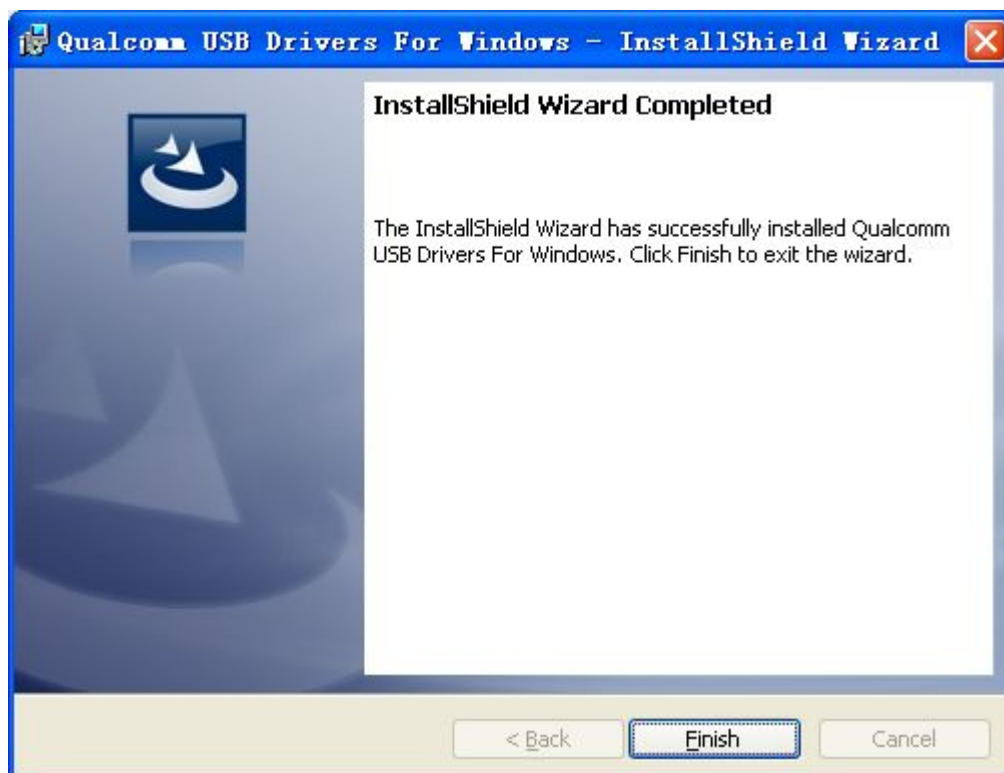 Qualcomm USB Drivers For Windows - InstallShield Wizard
InstallShield Wizard Completed
The InstallShield Wizard has successfully installed Qualcomm
USB Drivers For Windows. Click Finish to exit the wizard.
< Back
Finish
Cancel